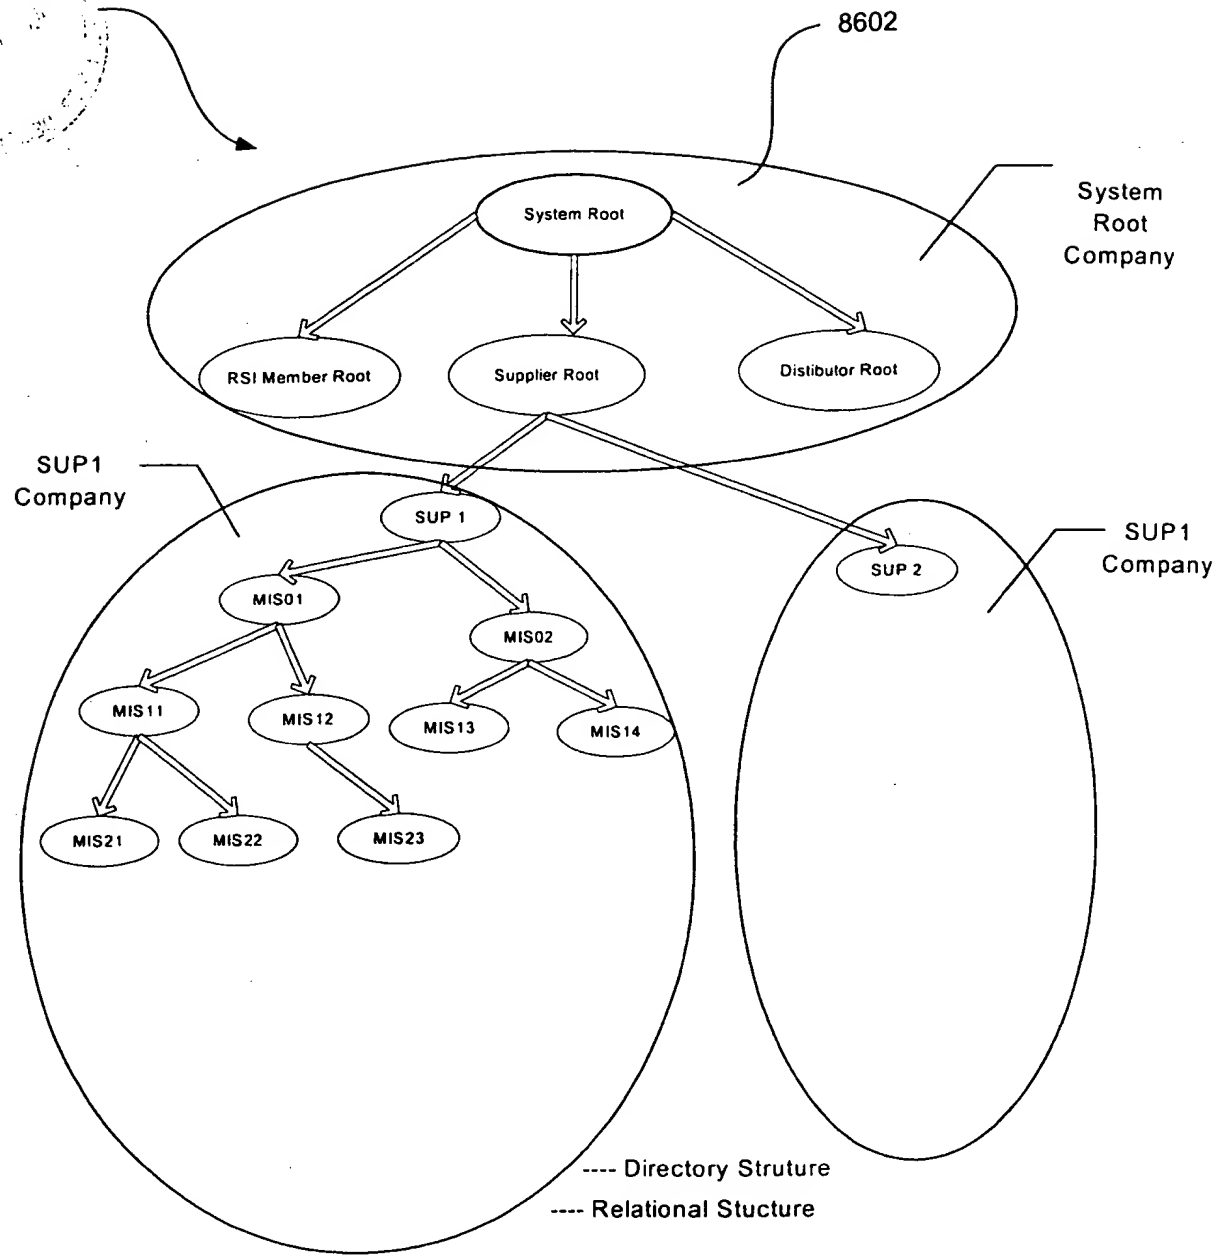 8602
System Root
System
Root
Company
RSI Member Root
Supplier Root
Distibutor Root
SUP1
Company
SUP 1
SUP 2
SUP1
Company
MIS01
MIS02
MIS11
MIS12
MIS13
MIS14
MIS21
MIS22
MIS23
---- Directory Struture
---- Relational Stucture